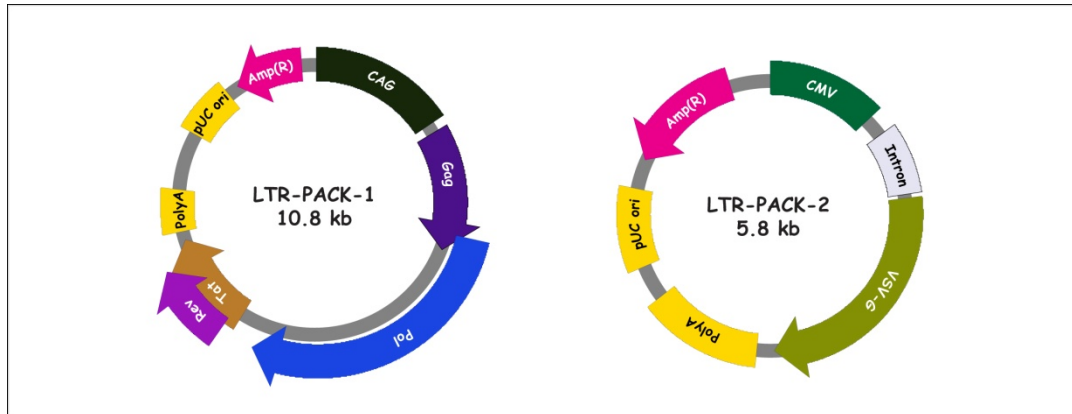 Amp(R)
CAG
pUC ori
Gag
LTR-PACK-1
10.8 kb
PolyA
Tat
Rev
Pol
CMV
Amp(R)
Intron
LTR-PACK-2
5.8 kb
pUC ori
VSV-G
PolyA